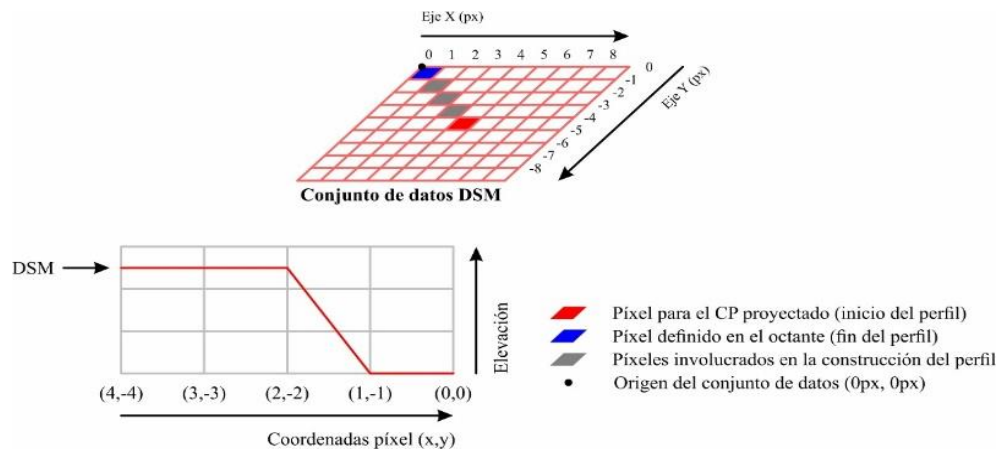 Eje X (px)
0 1 2 3 4 5 6 7 8
0
-1
-2
-3
-4
-5
-6
-7
-8
Eje Y (px)
Conjunto de datos DSM
DSM
Elevación
(4,-4) (3,-3) (2,-2) (1,-1) (0,0)
Coordenadas píxel (x,y)
Píxel para el CP proyectado (inicio del perfil)
Píxel definido en el octante (fin del perfil)
Píxeles involucrados en la construcción del perfil
Origen del conjunto de datos (0px, 0px)